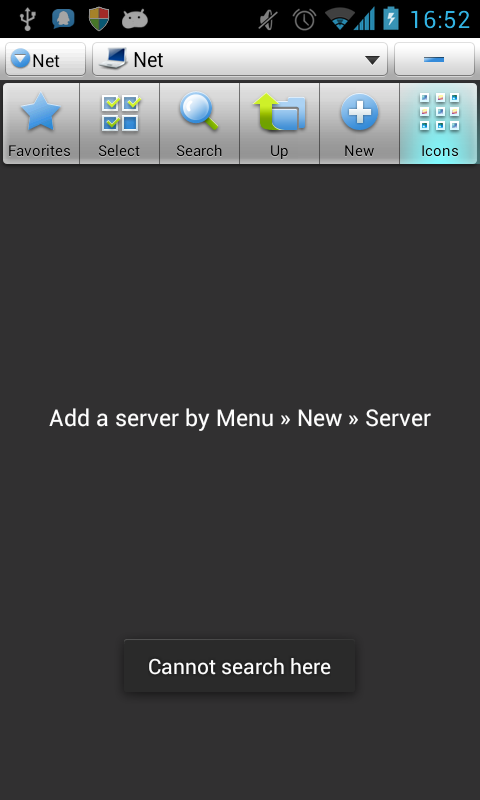 16:52
Net
Net
Favorites
Select
Search
Up
New
Icons
Add a server by Menu » New » Server
Cannot search here